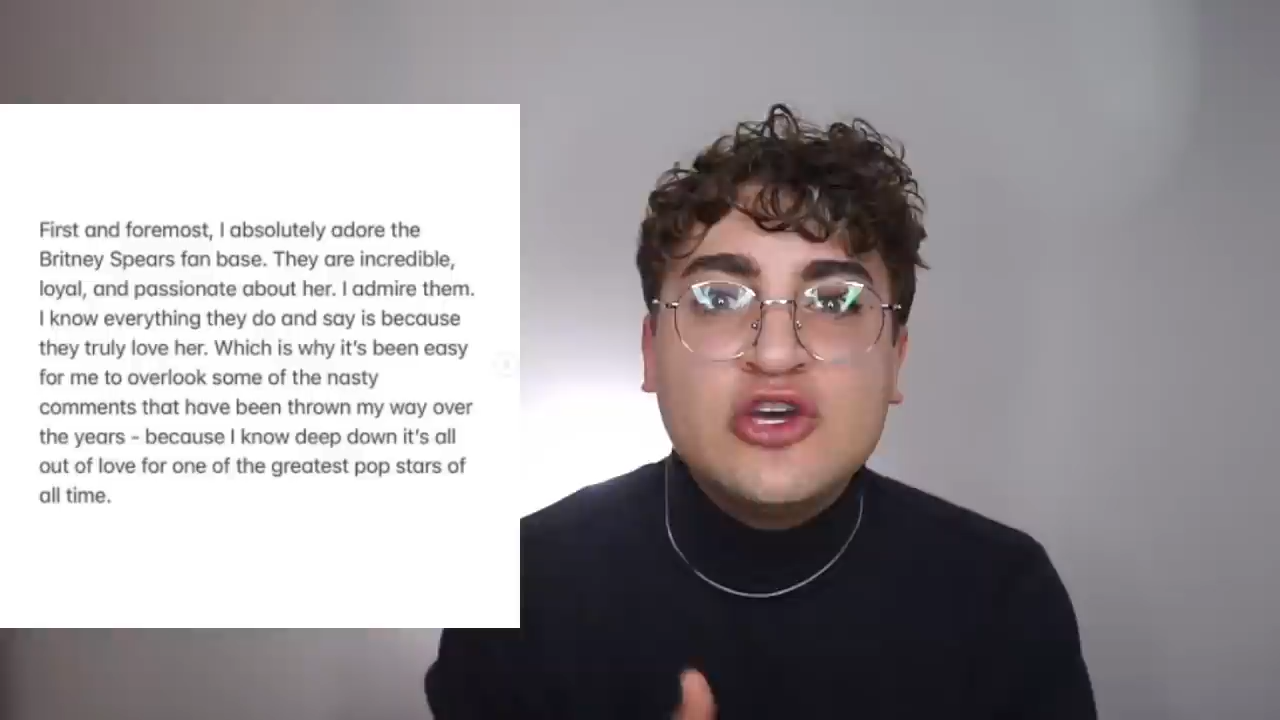 First and foremost, I absolutely adore the
Britney Spears fan base. They are incredible,
loyal, and passionate about her. I admire them.
I know everything they do and say is because
they truly love her. Which is why it's been easy
for me to overlook some of the nasty
comments that have been thrown my way over
the years - because I know deep down it's all
out of love for one of the greatest pop stars of
all time.